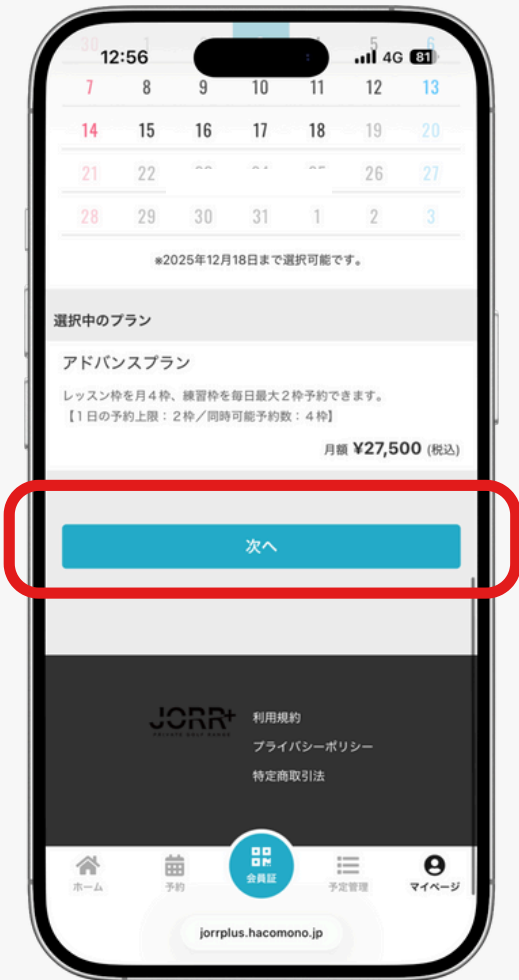 12:56
4G 81
30 1 5 6
7 8 9 10 11 12 13
14 15 16 17 18 19 20
21 22 26 27
28 29 30 31 1 2 3
※2025年12月18日まで選択可能です。
選択中のプラン
アドバンスプラン
レッスン枠を月4枠、練習枠を毎日最大2枠予約できます。
【1日の予約上限：2枠／同時可能予約数：4枠】
月額 ¥27,500 (税込)
次へ
JORR+
PRIVATE GOLF RANGE
利用規約
プライバシーポリシー
特定商取引法
ホーム
予約
会員証
予定管理
マイページ
jorrplus.hacomono.jp